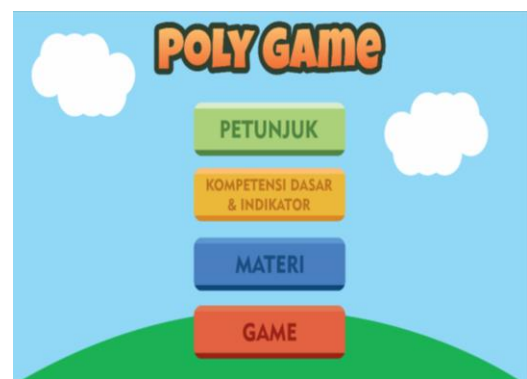 POLY GAME
PETUNJUK
KOMPETENSI DASAR
& INDIKATOR
MATERI
GAME